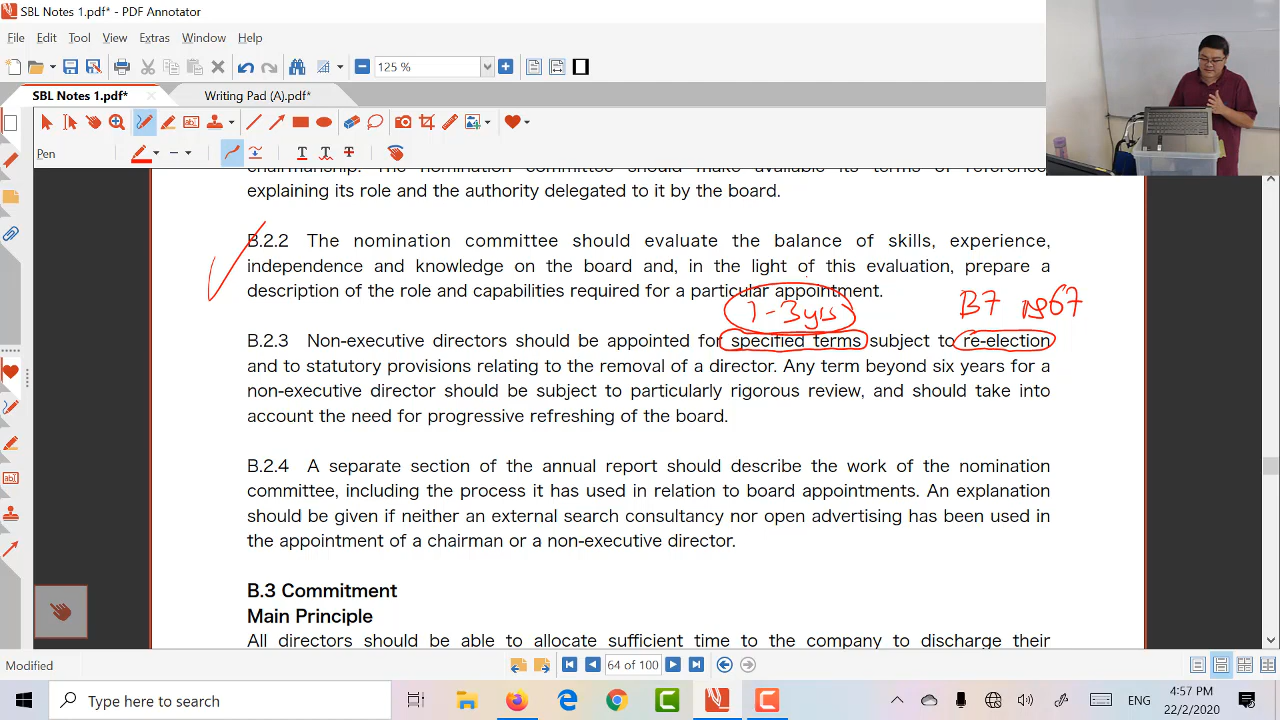 SBL Notes 1.pdf* - PDF Annotator
File Edit Tool View Extras Window Help
125 %
SBL Notes 1.pdf* Writing Pad (A).pdf*
Pen
explaining its role and the authority delegated to it by the board.
B.2.2 The nomination committee should evaluate the balance of skills, experience,
independence and knowledge on the board and, in the light of this evaluation, prepare a
description of the role and capabilities required for a particular appointment.
1-3yrs B7 pg67
B.2.3 Non-executive directors should be appointed for specified terms subject to re-election
and to statutory provisions relating to the removal of a director. Any term beyond six years for a
non-executive director should be subject to particularly rigorous review, and should take into
account the need for progressive refreshing of the board.
B.2.4 A separate section of the annual report should describe the work of the nomination
committee, including the process it has used in relation to board appointments. An explanation
should be given if neither an external search consultancy nor open advertising has been used in
the appointment of a chairman or a non-executive director.
B.3 Commitment
Main Principle
All directors should be able to allocate sufficient time to the company to discharge their
Modified 64 of 100
Type here to search ENG 4:57 PM
22/2/2020